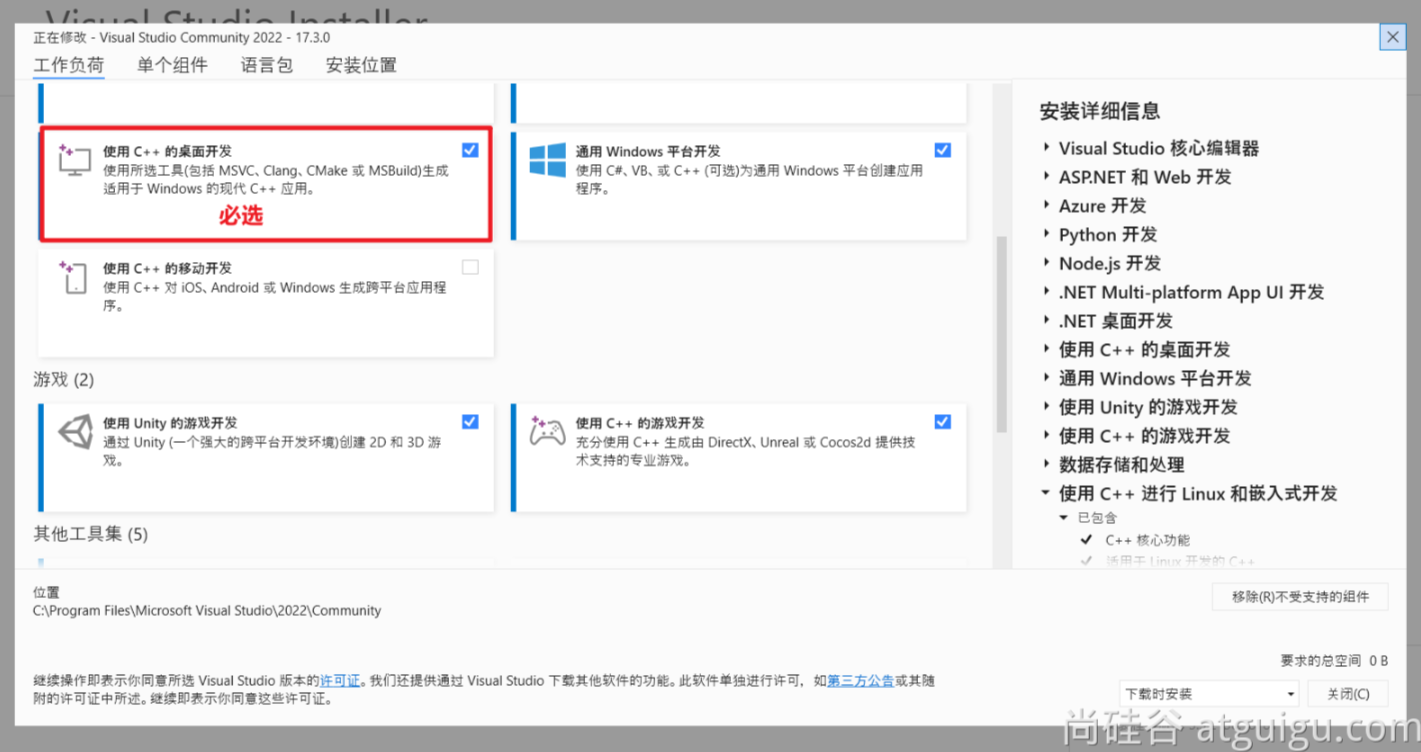 Visual Studio Installer
正在修改 - Visual Studio Community 2022 - 17.3.0
工作负荷 单个组件 语言包 安装位置
使用 C++ 的桌面开发
使用所选工具(包括 MSVC、Clang、CMake 或 MSBuild)生成
适用于 Windows 的现代 C++ 应用。
必选
通用 Windows 平台开发
使用 C#、VB、或 C++ (可选)为通用 Windows 平台创建应用
程序。
使用 C++ 的移动开发
使用 C++ 对 iOS、Android 或 Windows 生成跨平台应用程
序。
游戏 (2)
使用 Unity 的游戏开发
通过 Unity (一个强大的跨平台开发环境)创建 2D 和 3D 游
戏。
使用 C++ 的游戏开发
充分使用 C++ 生成由 DirectX、Unreal 或 Cocos2d 提供技
术支持的专业游戏。
其他工具集 (5)
安装详细信息
Visual Studio 核心编辑器
ASP.NET 和 Web 开发
Azure 开发
Python 开发
Node.js 开发
.NET Multi-platform App UI 开发
.NET 桌面开发
使用 C++ 的桌面开发
通用 Windows 平台开发
使用 Unity 的游戏开发
使用 C++ 的游戏开发
数据存储和处理
使用 C++ 进行 Linux 和嵌入式开发
已包含
C++ 核心功能
适用于 Linux 开发的 C++
位置
C:\Program Files\Microsoft Visual Studio\2022\Community
移除(R)不受支持的组件
要求的总空间 0 B
继续操作即表示你同意所选 Visual Studio 版本的许可证。我们还提供通过 Visual Studio 下载其他软件的功能。此软件单独进行许可，如第三方公告或其随
附的许可证中所述。继续即表示你同意这些许可证。
下载时安装
关闭(C)
尚硅谷 atguigu.com